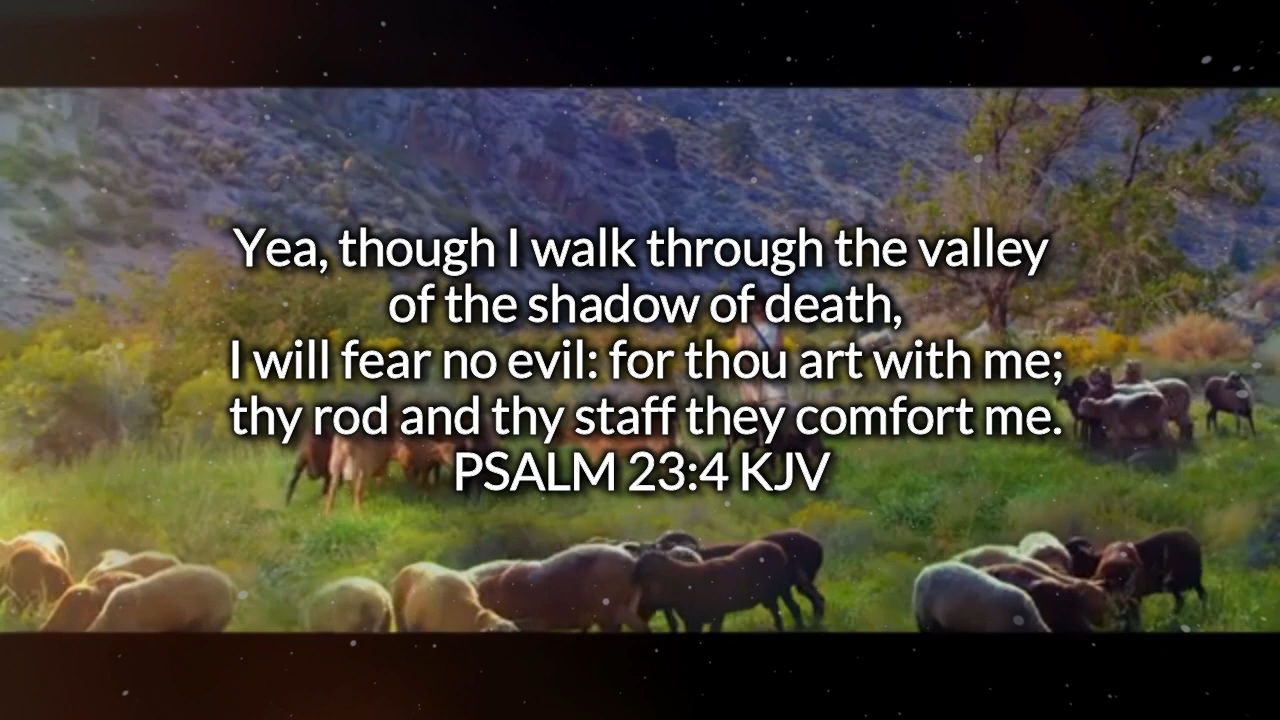 Yea, though I walk through the valley
of the shadow of death,
I will fear no evil: for thou art with me;
thy rod and thy staff they comfort me.
PSALM 23:4 KJV